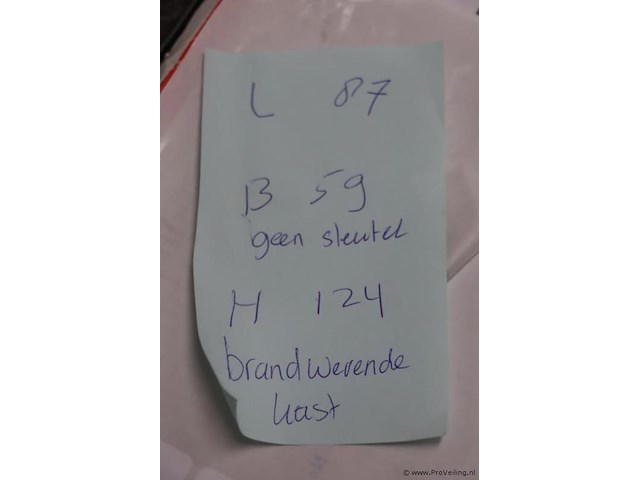 L 87
B 59
geen sleutel
H 124
brandwerende
kast
© www.ProVeiling.nl